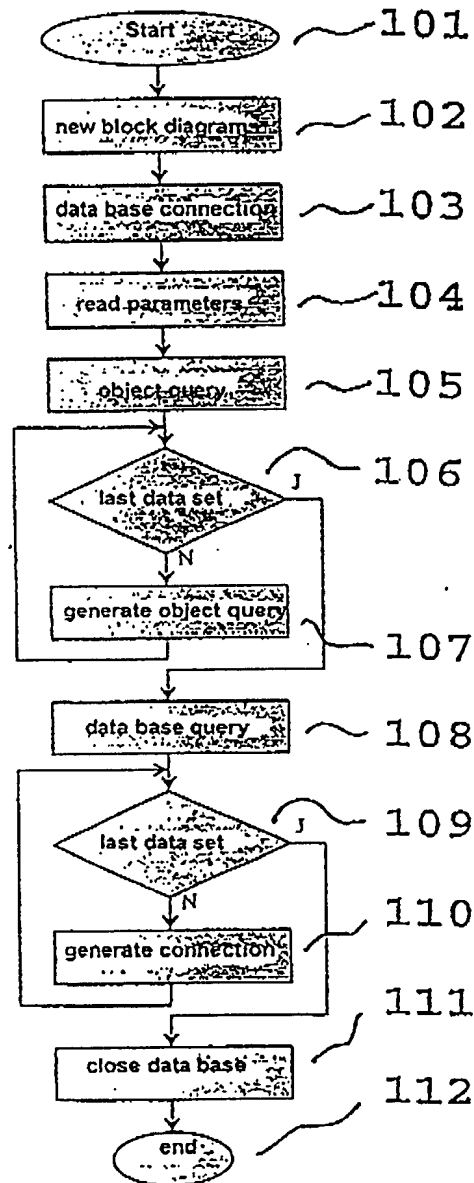 Start 101
new block diagrams 102
data base connection 103
read parameters 104
object query 105
last data set J 106
N
generate object query 107
data base query 108
last data set J 109
N
generate connection 110
close data base 111
end 112